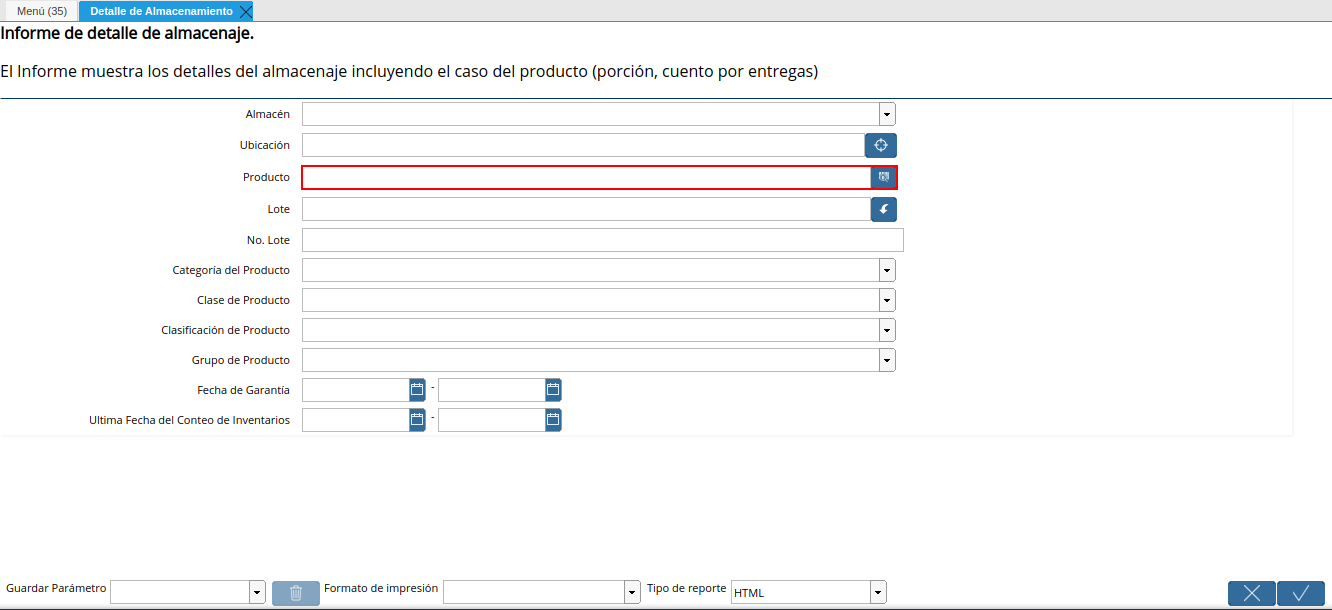 Menú (35) Detalle de Almacenamiento
Informe de detalle de almacenaje.
El Informe muestra los detalles del almacenaje incluyendo el caso del producto (porción, cuento por entregas)
Almacén
Ubicación
Producto
Lote
No. Lote
Categoría del Producto
Clase de Producto
Clasificación de Producto
Grupo de Producto
Fecha de Garantía -
Ultima Fecha del Conteo de Inventarios -
Guardar Parámetro Formato de impresión Tipo de reporte HTML